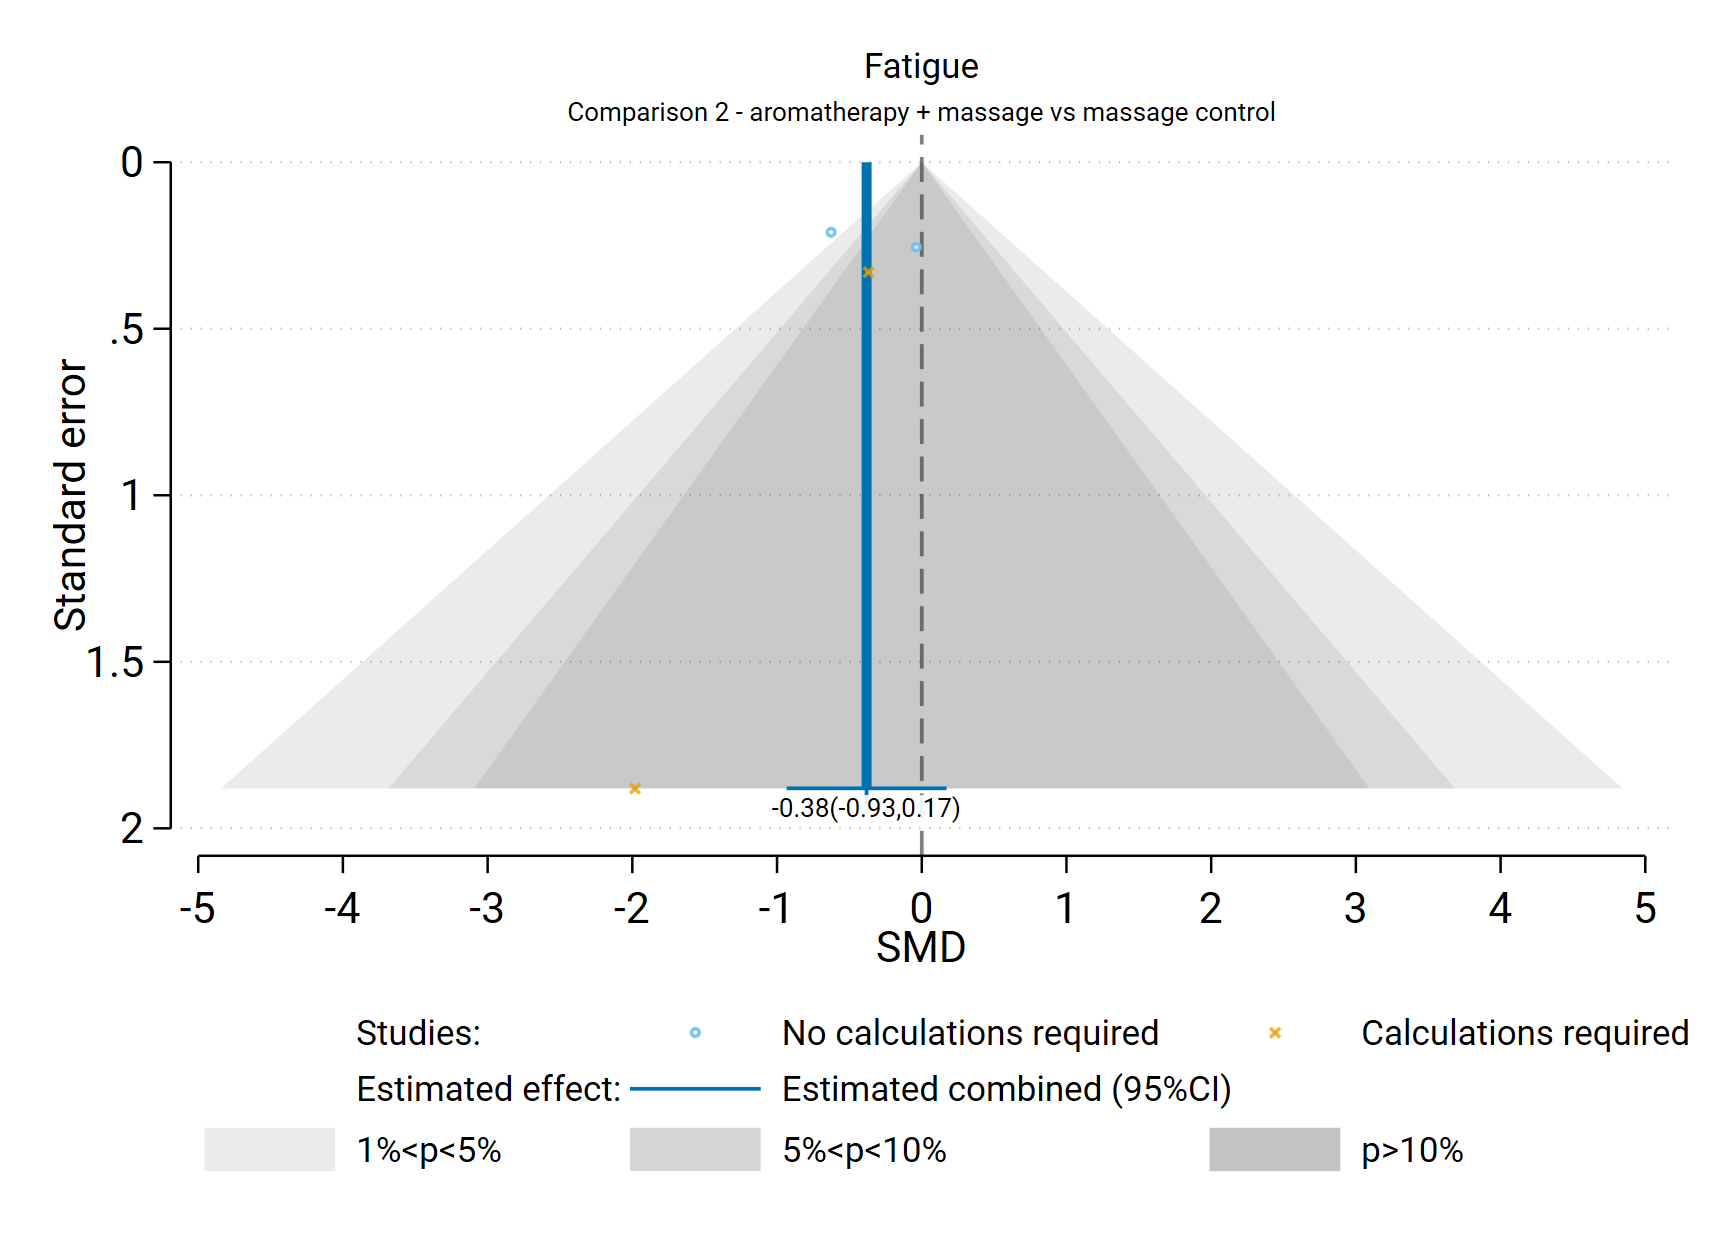 Fatigue
Comparison 2 - aromatherapy + massage vs massage control
0
.5
1
1.5
2
Standard error
-0.38(-0.93,0.17)
-5 -4 -3 -2 -1 0 1 2 3 4 5
SMD
Studies: No calculations required Calculations required
Estimated effect: Estimated combined (95%CI)
1%<p<5% 5%<p<10% p>10%